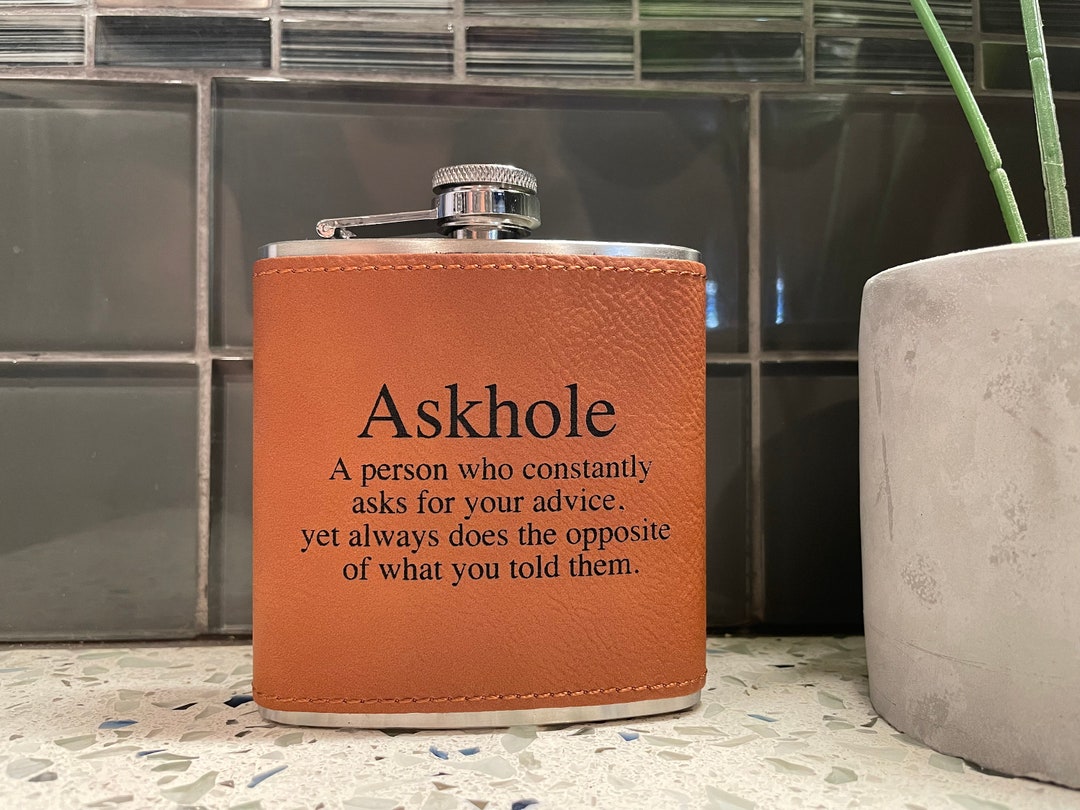 Askhole
A person who constantly
asks for your advice,
yet always does the opposite
of what you told them.